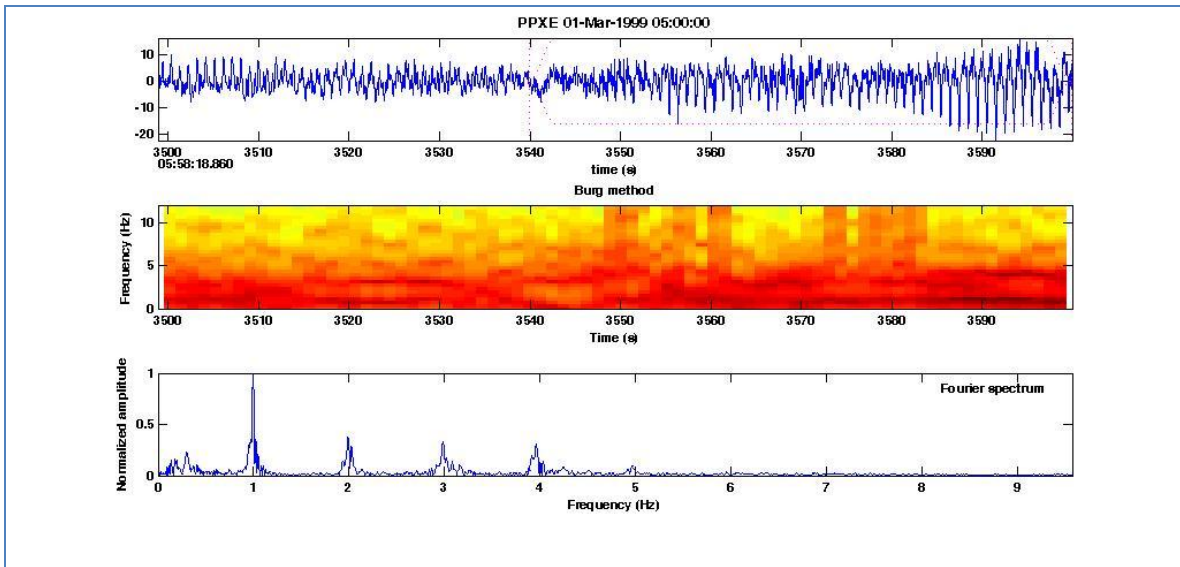 PPXE 01-Mar-1999 05:00:00
10
0
-10
-20
3500 3510 3520 3530 3540 3550 3560 3570 3580 3590
05:58:18.860
time (s)
Burg method
Frequency (Hz)
10
5
0
3500 3510 3520 3530 3540 3550 3560 3570 3580 3590
Time (s)
Normalized amplitude
1
0.5
0
Fourier spectrum
0 1 2 3 4 5 6 7 8 9
Frequency (Hz)